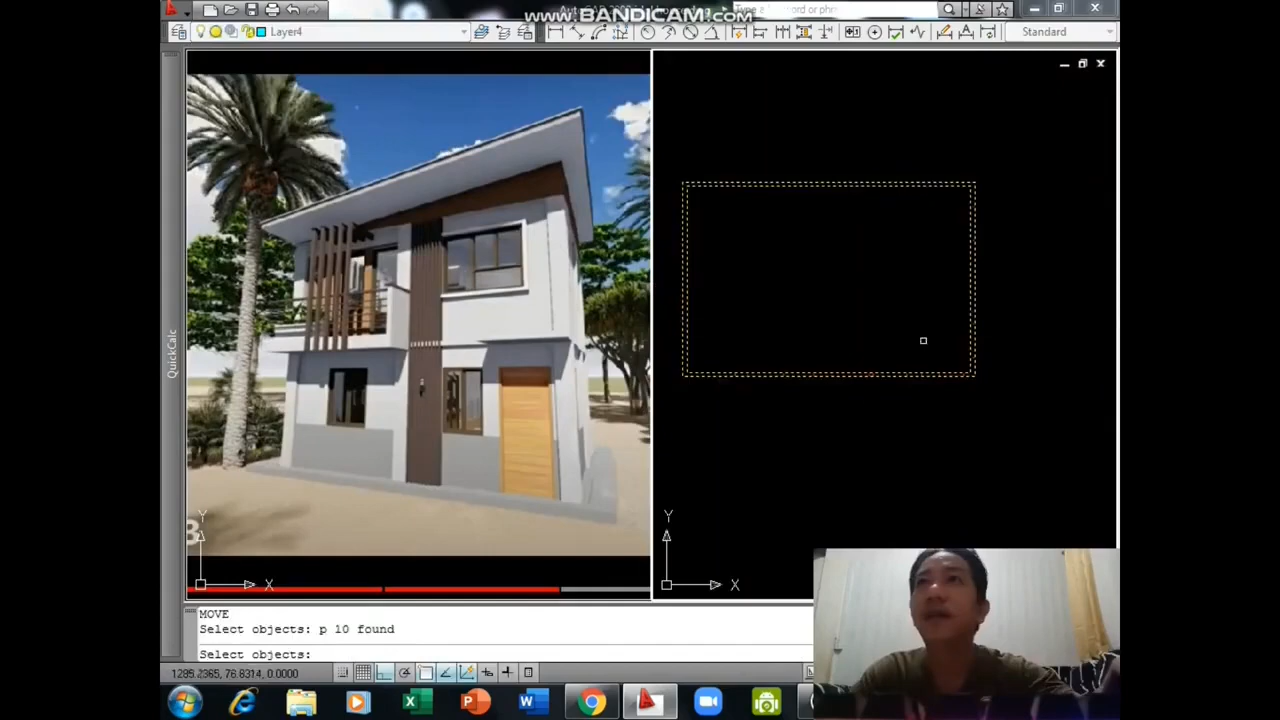 www.BANDICAM.com
Layer4
Standard
QuickCalc
Y
X
Y
X
MOVE
Select objects: p 10 found
Select objects:
1285.2365, 76.8314, 0.0000